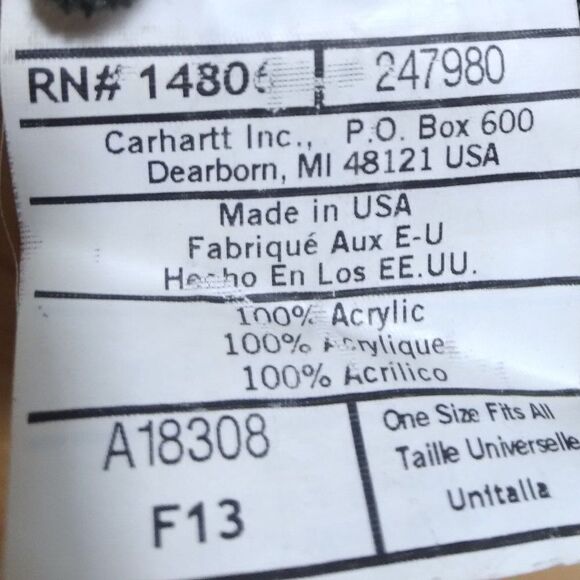 RN# 14806 247980
Carhartt Inc., P.O. Box 600
Dearborn, MI 48121 USA
Made in USA
Fabriqué Aux E-U
Hecho En Los EE.UU.
100% Acrylic
100% Acrylique
100% Acrilico
A18308
F13
One Size Fits All
Taille Universelle
Unitalla